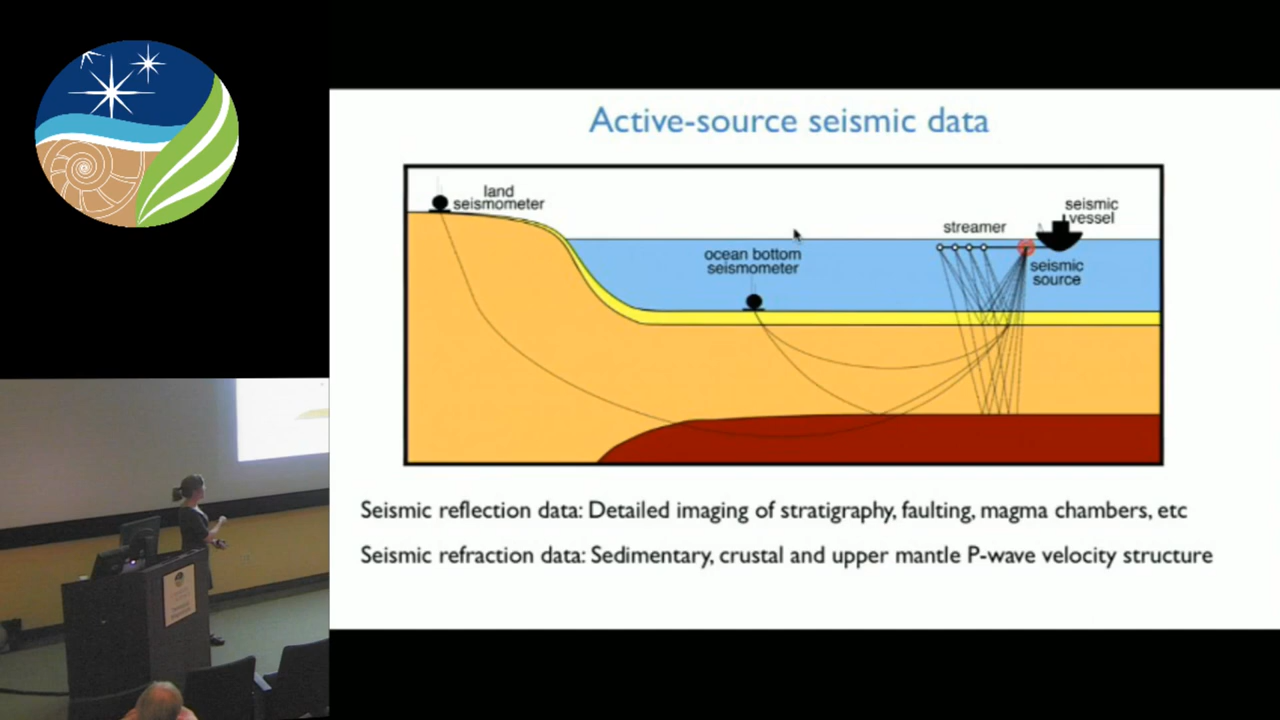 Active-source seismic data
land
seismometer
seismic
vessel
streamer
ocean bottom
seismometer
seismic
source
Seismic reflection data: Detailed imaging of stratigraphy, faulting, magma chambers, etc
Seismic refraction data: Sedimentary, crustal and upper mantle P-wave velocity structure